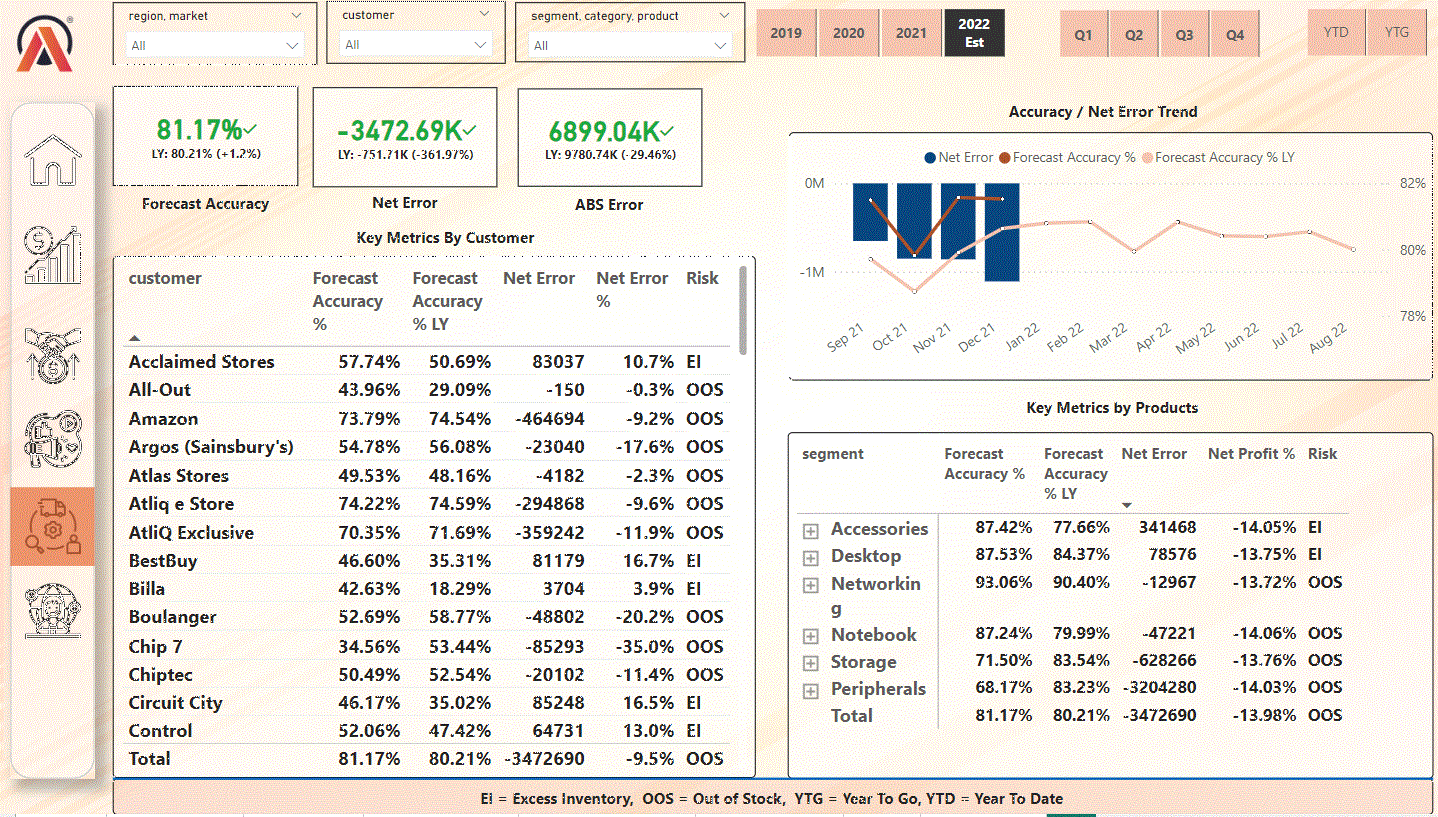 region, market
All
customer
All
segment, category, product
All
2019
2020
2021
2022
Est
Q1
Q2
Q3
Q4
YTD
YTG
81.17%
LY: 80.21% (+1.2%)
Forecast Accuracy
-3472.69K
LY: -751.71K (-361.97%)
Net Error
6899.04K
LY: 9780.74K (-29.46%)
ABS Error
Accuracy / Net Error Trend
Net Error Forecast Accuracy % Forecast Accuracy % LY
0M
-1M
82%
80%
78%
Sep 21
Oct 21
Nov 21
Dec 21
Jan 22
Feb 22
Mar 22
Apr 22
May 22
Jun 22
Jul 22
Aug 22
Key Metrics By Customer
customer Forecast Accuracy % Forecast Accuracy % LY Net Error Net Error % Risk
Acclaimed Stores 57.74% 50.69% 83037 10.7% EI
All-Out 43.96% 29.09% -150 -0.3% OOS
Amazon 73.79% 74.54% -464694 -9.2% OOS
Argos (Sainsbury's) 54.78% 56.08% -23040 -17.6% OOS
Atlas Stores 49.53% 48.16% -4182 -2.3% OOS
Atliq e Store 74.22% 74.59% -294868 -9.6% OOS
AtliQ Exclusive 70.35% 71.69% -359242 -11.9% OOS
BestBuy 46.60% 35.31% 81179 16.7% EI
Billa 42.63% 18.29% 3704 3.9% EI
Boulanger 52.69% 58.77% -48802 -20.2% OOS
Chip 7 34.56% 53.44% -85293 -35.0% OOS
Chiptec 50.49% 52.54% -20102 -11.4% OOS
Circuit City 46.17% 35.02% 85248 16.5% EI
Control 52.06% 47.42% 64731 13.0% EI
Total 81.17% 80.21% -3472690 -9.5% OOS
Key Metrics by Products
segment Forecast Accuracy % Forecast Accuracy % LY Net Error Net Profit % Risk
Accessories 87.42% 77.66% 341468 -14.05% EI
Desktop 87.53% 84.37% 78576 -13.75% EI
Networkin 93.06% 90.40% -12967 -13.72% OOS
g
Notebook 87.24% 79.99% -47221 -14.06% OOS
Storage 71.50% 83.54% -628266 -13.76% OOS
Peripherals 68.17% 83.23% -3204280 -14.03% OOS
Total 81.17% 80.21% -3472690 -13.98% OOS
EI = Excess Inventory, OOS = Out of Stock, YTG = Year To Go, YTD = Year To Date